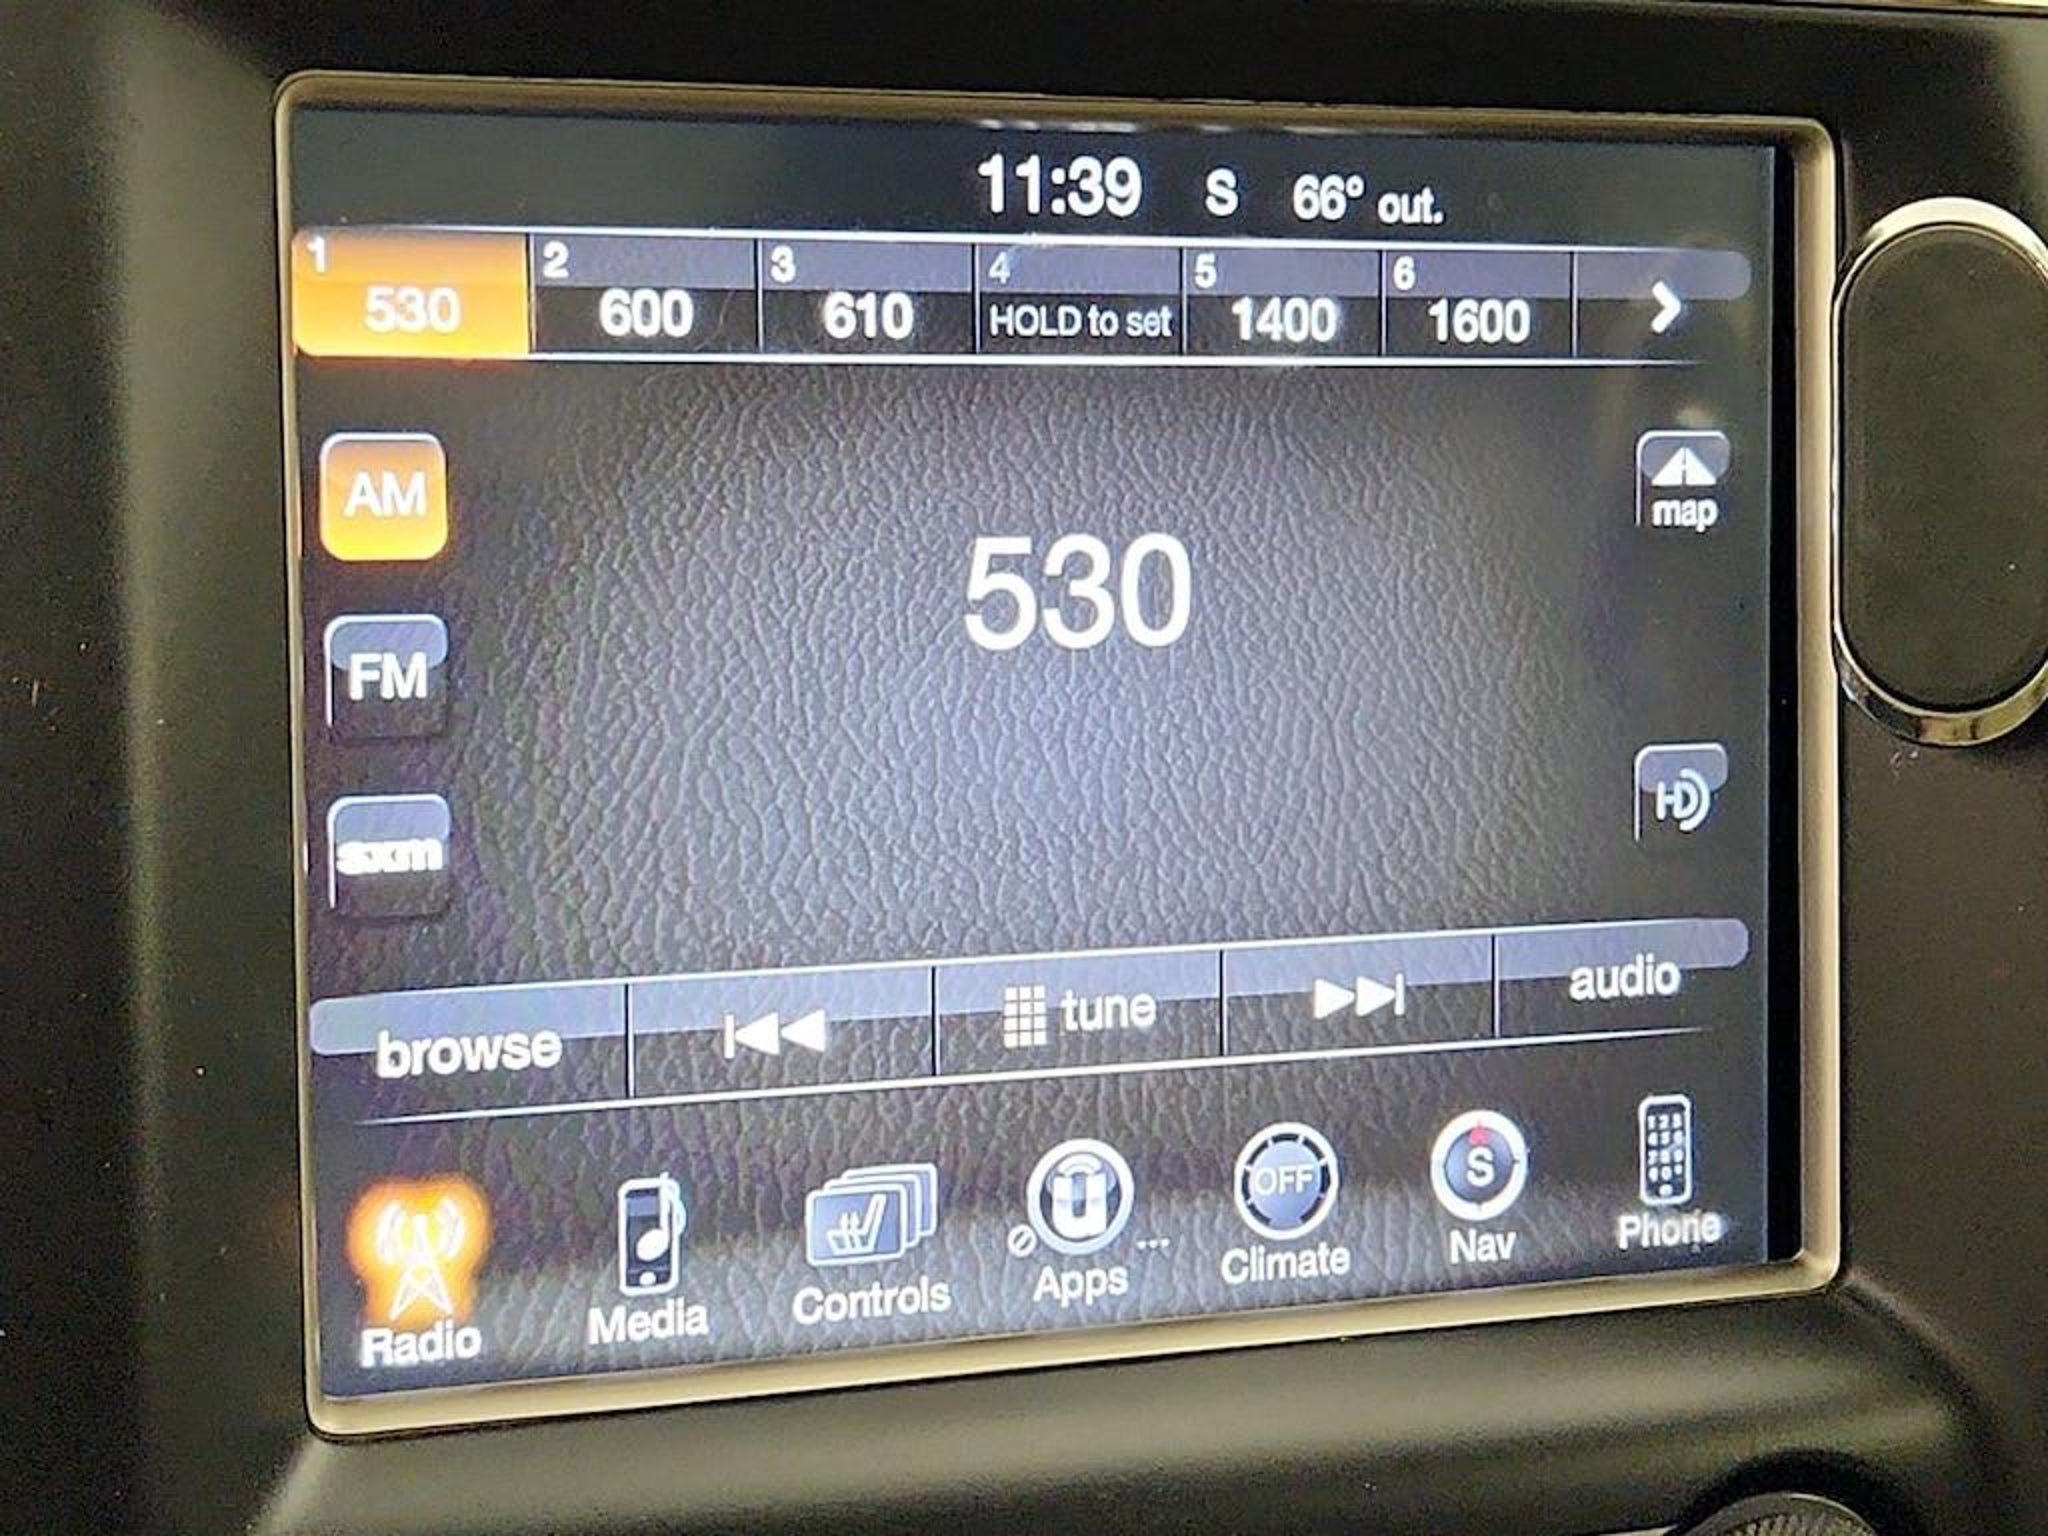 11:39 S 66° out.
1 2 3 4 5 6
530 600 610 HOLD to set 1400 1600
AM
map
530
FM
HD
sxm
browse tune audio
OFF S
Radio Media Controls Apps ... Climate Nav Phone